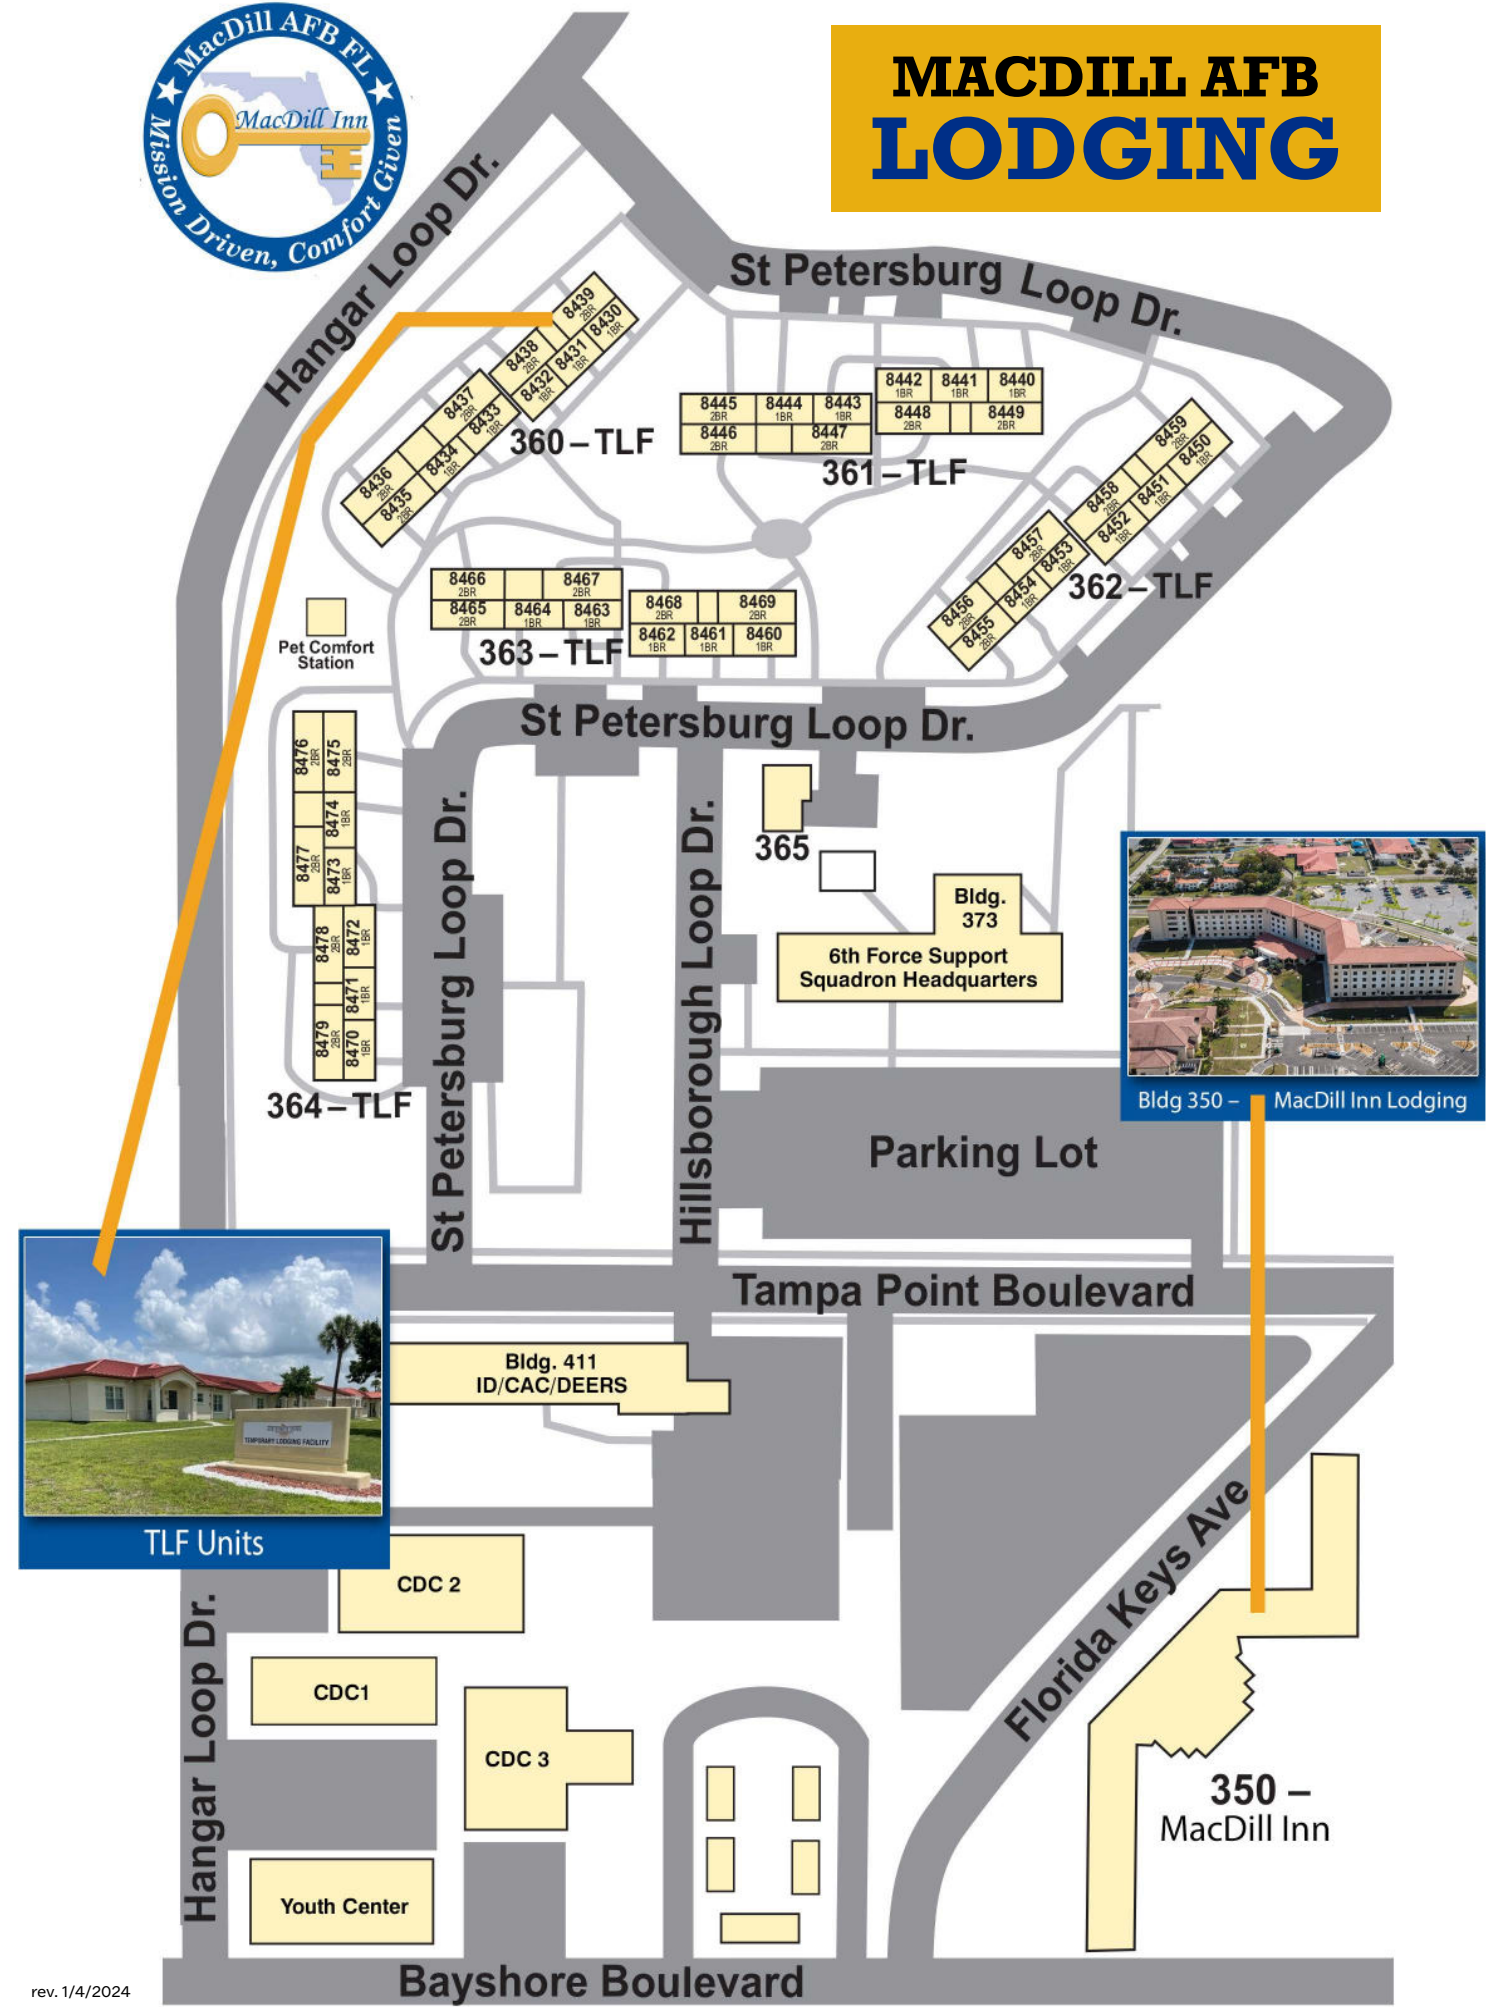 MacDill AFB FL
MacDill Inn
Mission Driven, Comfort Given
MACDILL AFB
LODGING
Hangar Loop Dr.
St Petersburg Loop Dr.
8439
2BR
8430
1BR
8438
2BR
8431
1BR
8432
1BR
8437
2BR
8433
1BR
8436
2BR
8434
1BR
8435
2BR
360 – TLF
8445
2BR
8444
1BR
8443
1BR
8446
2BR
8447
2BR
8442
1BR
8441
1BR
8440
1BR
8448
2BR
8449
2BR
361 – TLF
8459
2BR
8450
1BR
8458
2BR
8451
1BR
8452
1BR
8457
2BR
8453
1BR
8456
2BR
8454
1BR
8455
2BR
362 – TLF
8466
2BR
8467
2BR
8465
2BR
8464
1BR
8463
1BR
8468
2BR
8469
2BR
8462
1BR
8461
1BR
8460
1BR
363 – TLF
Pet Comfort
Station
St Petersburg Loop Dr.
8476
2BR
8475
2BR
8474
1BR
8477
2BR
8473
1BR
8478
2BR
8472
1BR
8471
1BR
8479
2BR
8470
1BR
364 – TLF
St Petersburg Loop Dr.
Hillsborough Loop Dr.
365
Bldg.
373
6th Force Support
Squadron Headquarters
Bldg 350 – MacDill Inn Lodging
Parking Lot
Tampa Point Boulevard
TEMPORARY LODGING FACILITY
TLF Units
Bldg. 411
ID/CAC/DEERS
CDC 2
CDC1
CDC 3
Youth Center
Hangar Loop Dr.
Florida Keys Ave
350 –
MacDill Inn
Bayshore Boulevard
rev. 1/4/2024